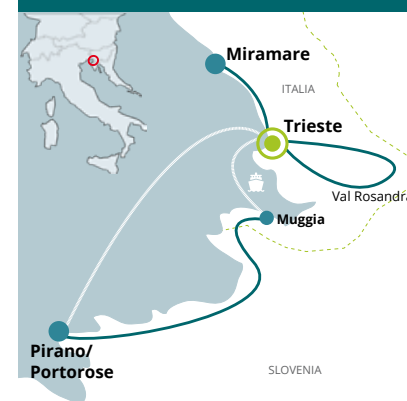 Miramare
ITALIA
Trieste
Val Rosandra
Muggia
Pirano/
Portorose
SLOVENIA